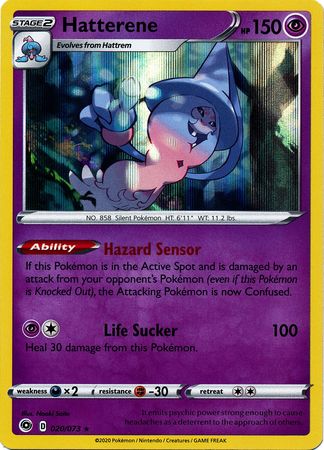 STAGE 2 Hatterene HP 150
Evolves from Hattrem
NO. 858 Silent Pokémon HT: 6'11" WT: 11.2 lbs.
Ability Hazard Sensor
If this Pokémon is in the Active Spot and is damaged by an
attack from your opponent's Pokémon (even if this Pokémon
is Knocked Out), the Attacking Pokémon is now Confused.
Life Sucker 100
Heal 30 damage from this Pokémon.
weakness ×2 resistance -30 retreat
Illus. Naoki Saito
D 020/073 ★
It emits psychic power strong enough to cause
headaches as a deterrent to the approach of others.
©2020 Pokémon / Nintendo / Creatures / GAME FREAK